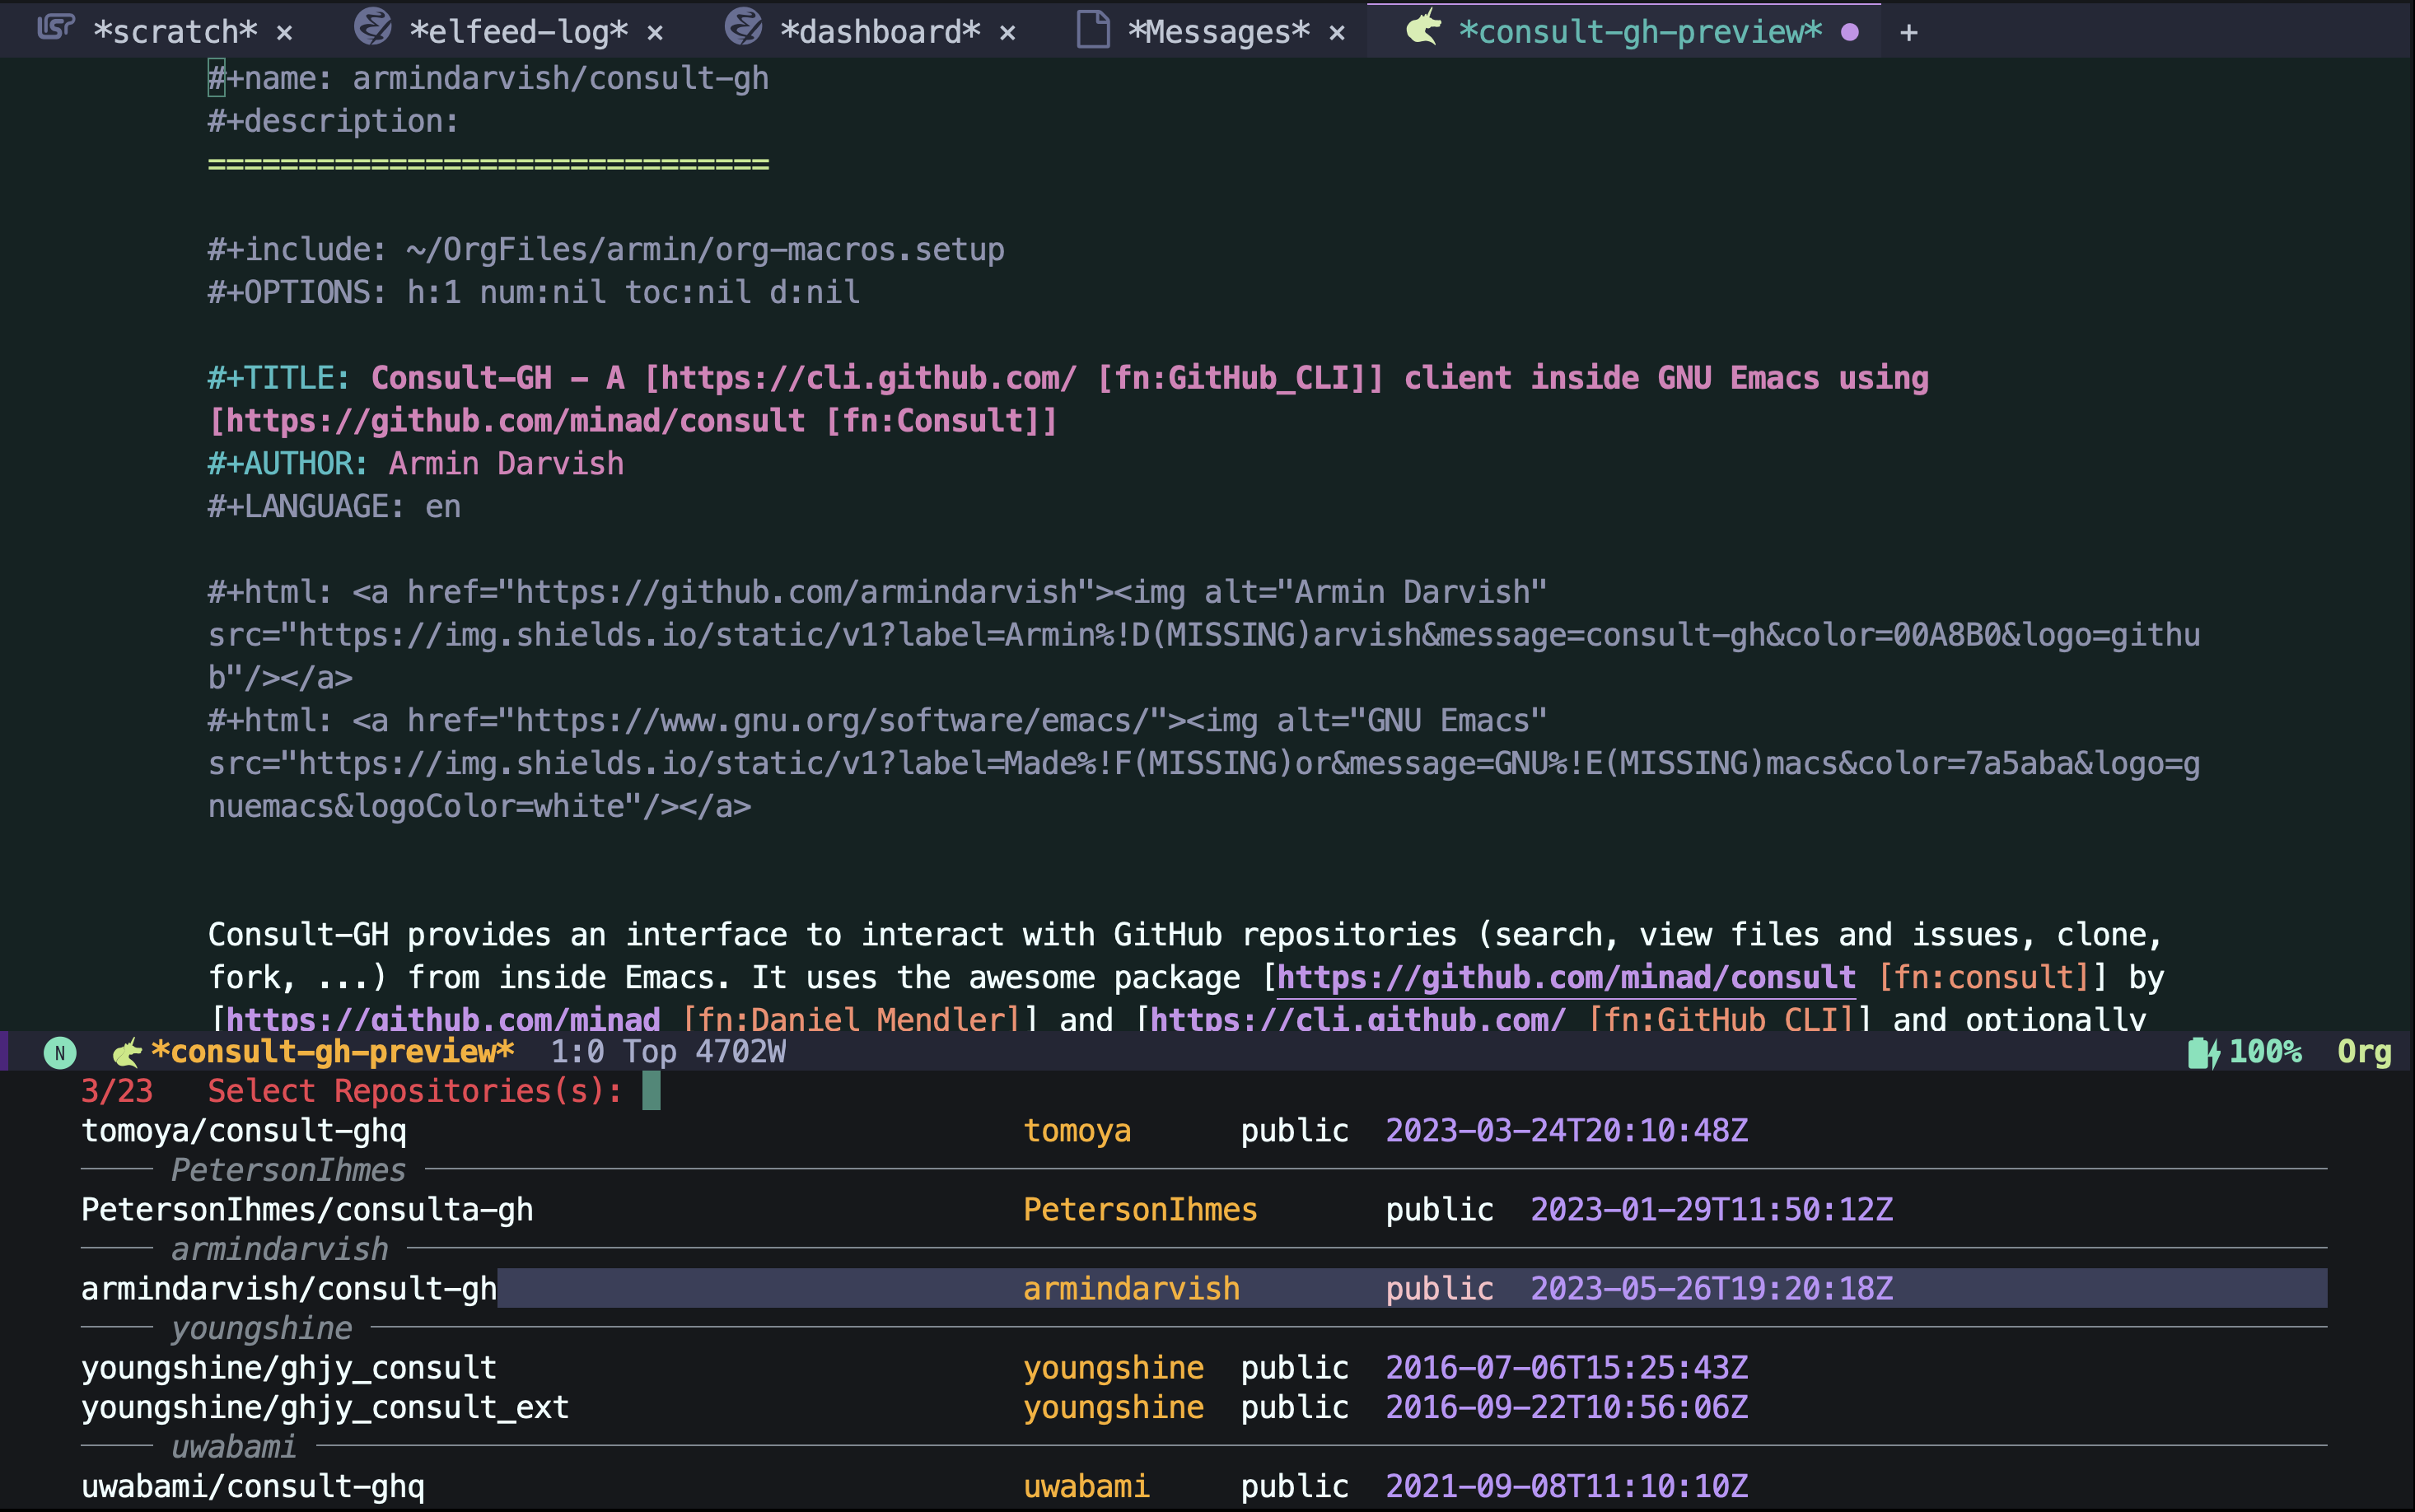 *scratch* × *elfeed-log* × *dashboard* × *Messages* × *consult-gh-preview* ● +
#+name: armindarvish/consult-gh
#+description:
===============================
#+include: ~/OrgFiles/armin/org-macros.setup
#+OPTIONS: h:1 num:nil toc:nil d:nil
#+TITLE: Consult-GH - A [https://cli.github.com/ [fn:GitHub_CLI]] client inside GNU Emacs using
[https://github.com/minad/consult [fn:Consult]]
#+AUTHOR: Armin Darvish
#+LANGUAGE: en
#+html: <a href="https://github.com/armindarvish"><img alt="Armin Darvish"
src="https://img.shields.io/static/v1?label=Armin%!D(MISSING)arvish&message=consult-gh&color=00A8B0&logo=githu
b"/></a>
#+html: <a href="https://www.gnu.org/software/emacs/"><img alt="GNU Emacs"
src="https://img.shields.io/static/v1?label=Made%!F(MISSING)or&message=GNU%!E(MISSING)macs&color=7a5aba&logo=g
nuemacs&logoColor=white"/></a>
Consult-GH provides an interface to interact with GitHub repositories (search, view files and issues, clone,
fork, ...) from inside Emacs. It uses the awesome package [https://github.com/minad/consult [fn:consult]] by
[https://github.com/minad [fn:Daniel Mendler]] and [https://cli.github.com/ [fn:GitHub CLI]] and optionally
N *consult-gh-preview* 1:0 Top 4702W 100% Org
3/23 Select Repositories(s):
tomoya/consult-ghq tomoya public 2023-03-24T20:10:48Z
PetersonIhmes
PetersonIhmes/consulta-gh PetersonIhmes public 2023-01-29T11:50:12Z
armindarvish
armindarvish/consult-gh armindarvish public 2023-05-26T19:20:18Z
youngshine
youngshine/ghjy_consult youngshine public 2016-07-06T15:25:43Z
youngshine/ghjy_consult_ext youngshine public 2016-09-22T10:56:06Z
uwabami
uwabami/consult-ghq uwabami public 2021-09-08T11:10:10Z